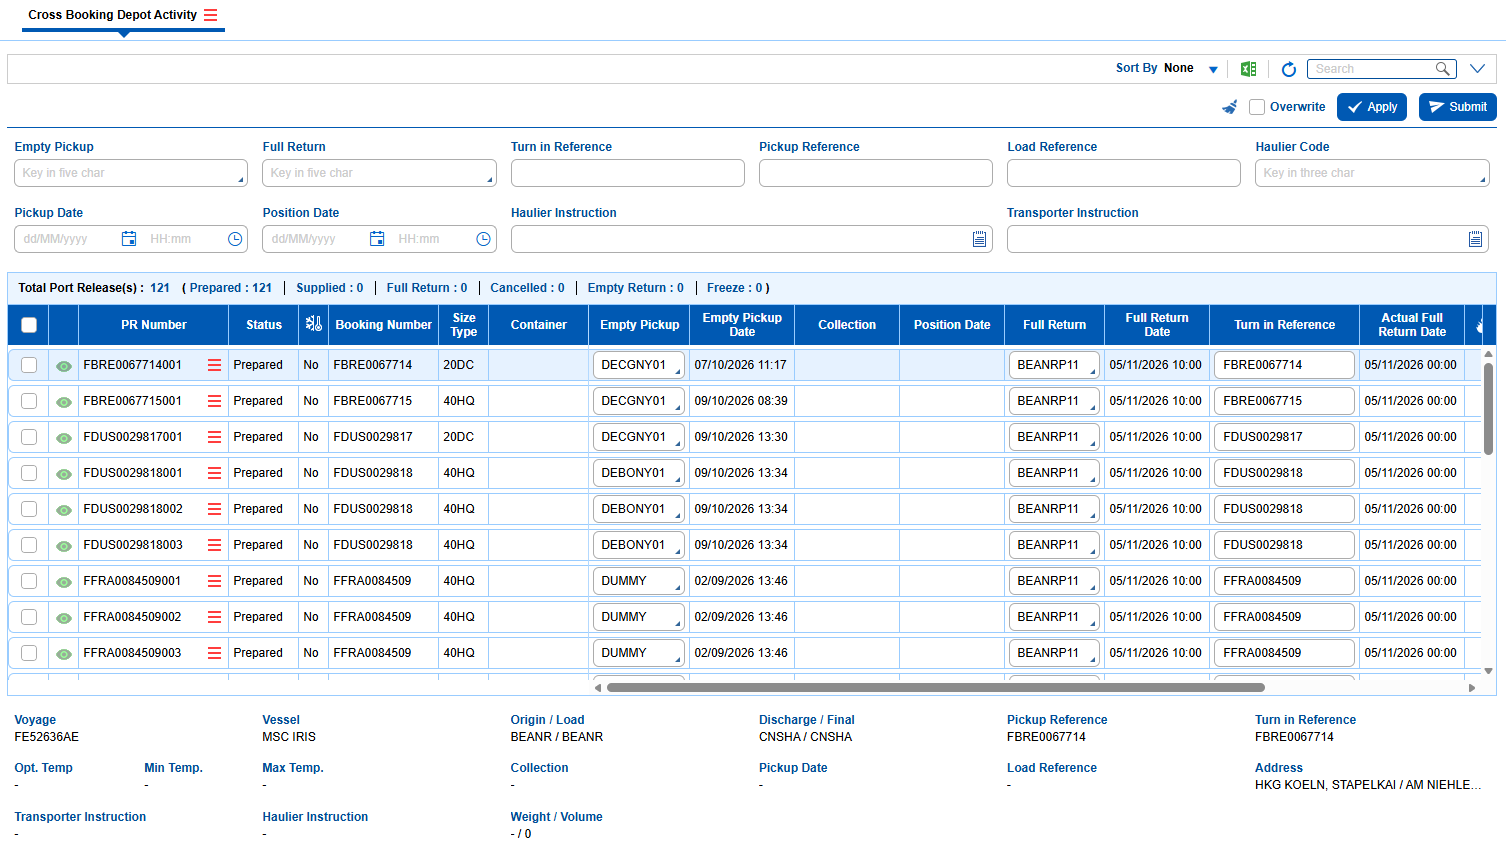 Cross Booking Depot Activity
Sort By None Search
Overwrite Apply Submit
Empty Pickup Full Return Turn in Reference Pickup Reference Load Reference Haulier Code
Key in five char Key in five char Key in three char
Pickup Date Position Date Haulier Instruction Transporter Instruction
dd/MM/yyyy HH:mm dd/MM/yyyy HH:mm
Total Port Release(s) : 121 ( Prepared : 121 | Supplied : 0 | Full Return : 0 | Cancelled : 0 | Empty Return : 0 | Freeze : 0 )
PR Number Status Booking Number Size Type Container Empty Pickup Empty Pickup Date Collection Position Date Full Return Full Return Date Turn in Reference Actual Full Return Date
FBRE0067714001 Prepared No FBRE0067714 20DC DECGNY01 07/10/2026 11:17 BEANRP11 05/11/2026 10:00 FBRE0067714 05/11/2026 00:00
FBRE0067715001 Prepared No FBRE0067715 40HQ DECGNY01 09/10/2026 08:39 BEANRP11 05/11/2026 10:00 FBRE0067715 05/11/2026 00:00
FDUS0029817001 Prepared No FDUS0029817 20DC DECGNY01 09/10/2026 13:30 BEANRP11 05/11/2026 10:00 FDUS0029817 05/11/2026 00:00
FDUS0029818001 Prepared No FDUS0029818 40HQ DEBONY01 09/10/2026 13:34 BEANRP11 05/11/2026 10:00 FDUS0029818 05/11/2026 00:00
FDUS0029818002 Prepared No FDUS0029818 40HQ DEBONY01 09/10/2026 13:34 BEANRP11 05/11/2026 10:00 FDUS0029818 05/11/2026 00:00
FDUS0029818003 Prepared No FDUS0029818 40HQ DEBONY01 09/10/2026 13:34 BEANRP11 05/11/2026 10:00 FDUS0029818 05/11/2026 00:00
FFRA0084509001 Prepared No FFRA0084509 40HQ DUMMY 02/09/2026 13:46 BEANRP11 05/11/2026 10:00 FFRA0084509 05/11/2026 00:00
FFRA0084509002 Prepared No FFRA0084509 40HQ DUMMY 02/09/2026 13:46 BEANRP11 05/11/2026 10:00 FFRA0084509 05/11/2026 00:00
FFRA0084509003 Prepared No FFRA0084509 40HQ DUMMY 02/09/2026 13:46 BEANRP11 05/11/2026 10:00 FFRA0084509 05/11/2026 00:00
Voyage Vessel Origin / Load Discharge / Final Pickup Reference Turn in Reference
FE52636AE MSC IRIS BEANR / BEANR CNSHA / CNSHA FBRE0067714 FBRE0067714
Opt. Temp Min Temp. Max Temp. Collection Pickup Date Load Reference Address
- - - - - - HKG KOELN, STAPELKAI / AM NIEHLE...
Transporter Instruction Haulier Instruction Weight / Volume
- - - / 0